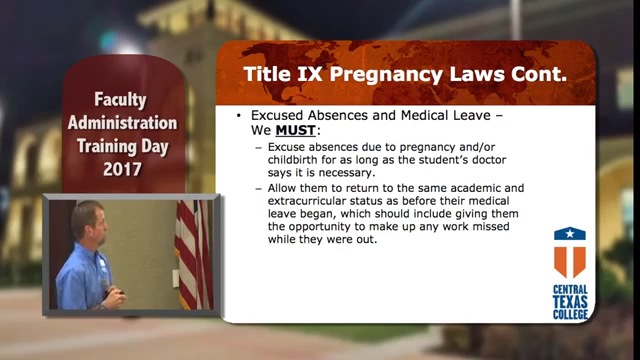 Faculty
Administration
Training Day
2017
Title IX Pregnancy Laws Cont.
• Excused Absences and Medical Leave –
We MUST:
– Excuse absences due to pregnancy and/or
childbirth for as long as the student's doctor
says it is necessary.
– Allow them to return to the same academic and
extracurricular status as before their medical
leave began, which should include giving them
the opportunity to make up any work missed
while they were out.
CENTRAL
TEXAS
COLLEGE